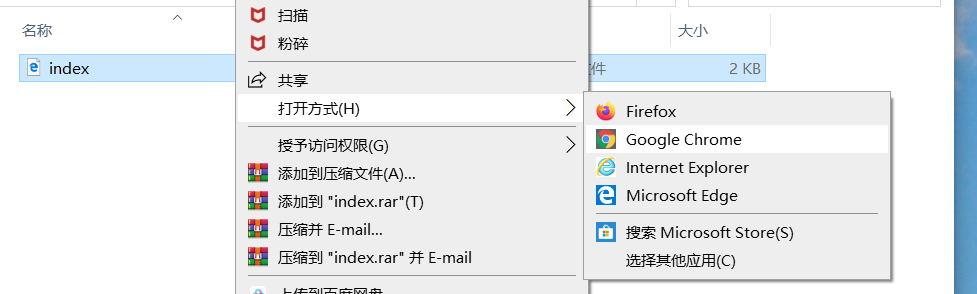 扫描
粉碎
名称
大小
index
件
2 KB
共享
打开方式(H)
授予访问权限(G)
添加到压缩文件(A)...
添加到 "index.rar"(T)
压缩并 E-mail...
压缩到 "index.rar" 并 E-mail
上传到百度网盘
Firefox
Google Chrome
Internet Explorer
Microsoft Edge
搜索 Microsoft Store(S)
选择其他应用(C)